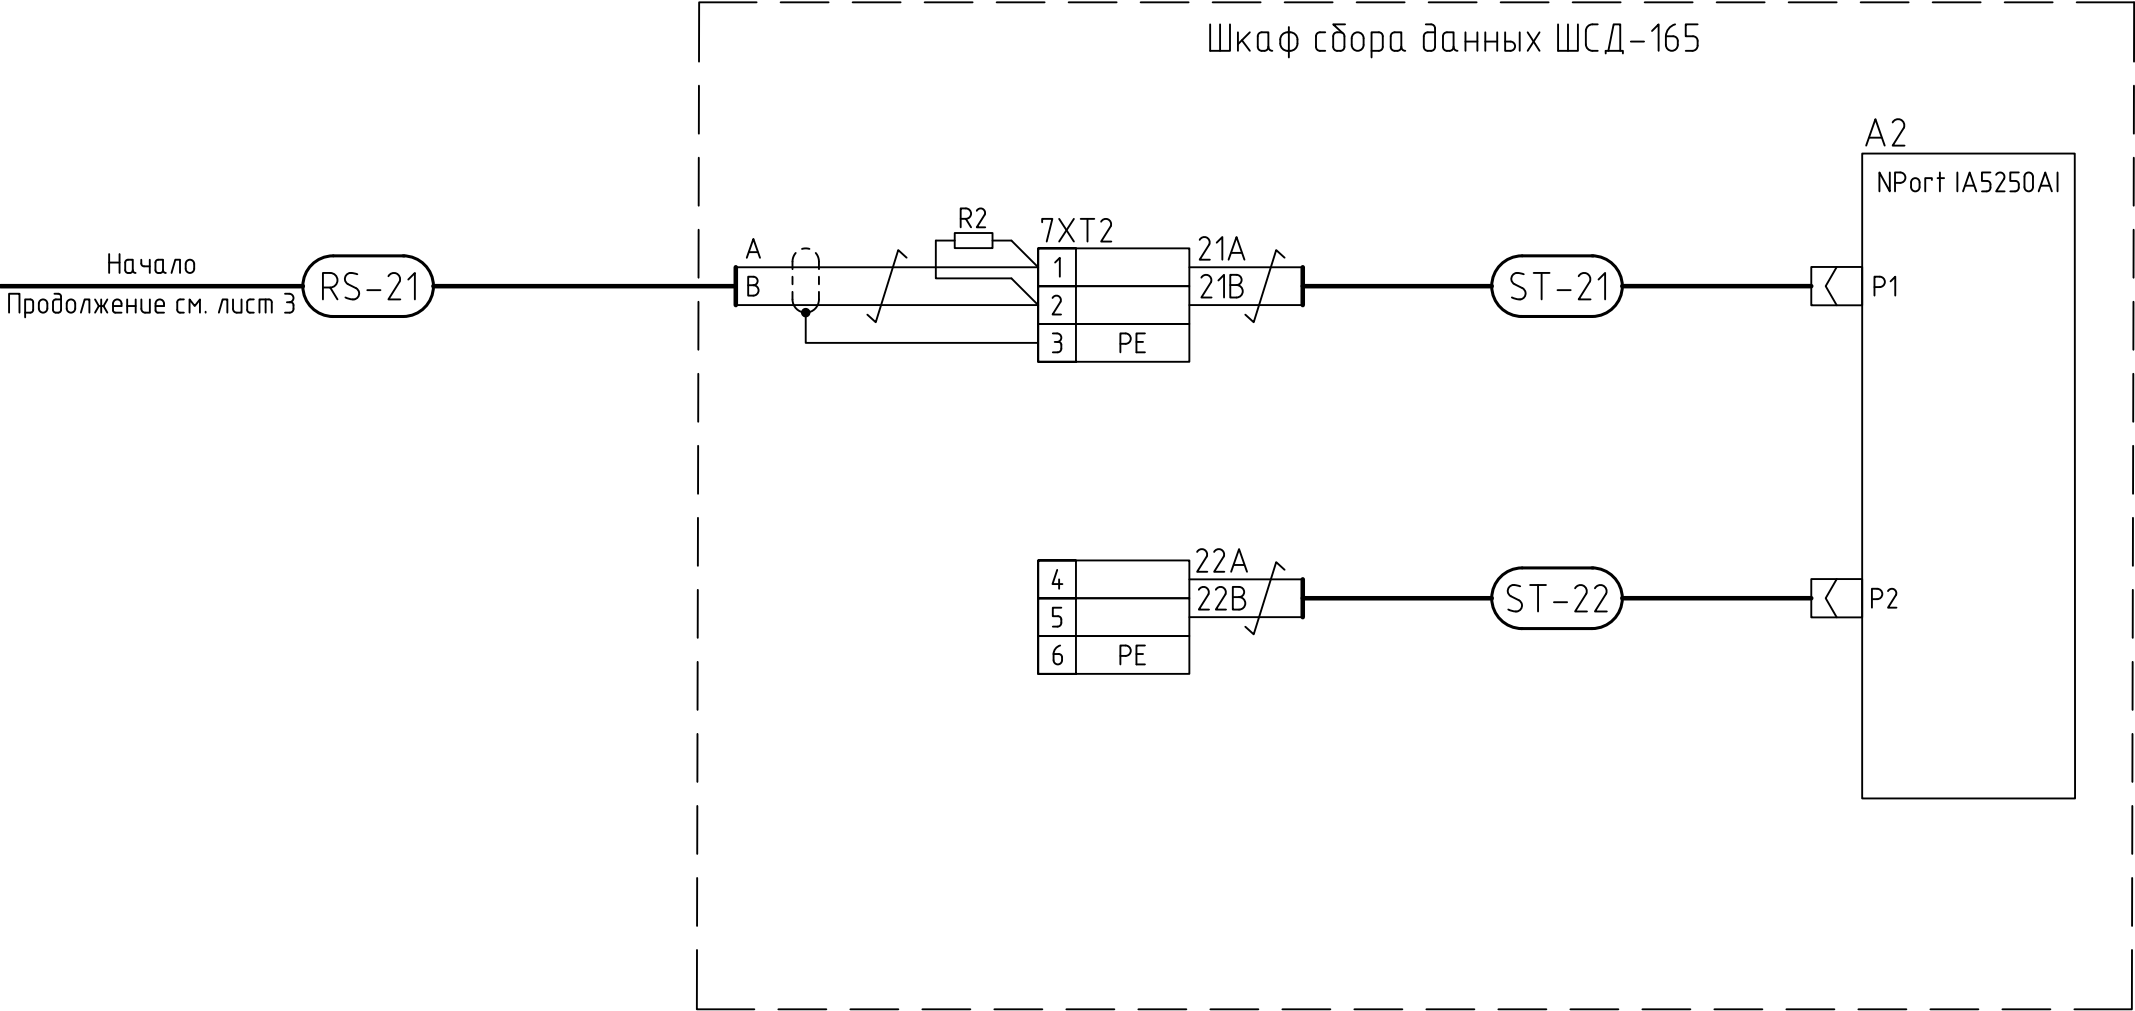 Шкаф сбора данных ШСД-165
A2
NPort IA5250AI
Начало
Продолжение см. лист 3
RS-21
A
B
R2
7XT2
1
2
3
PE
21A
21B
ST-21
P1
4
5
6
PE
22A
22B
ST-22
P2